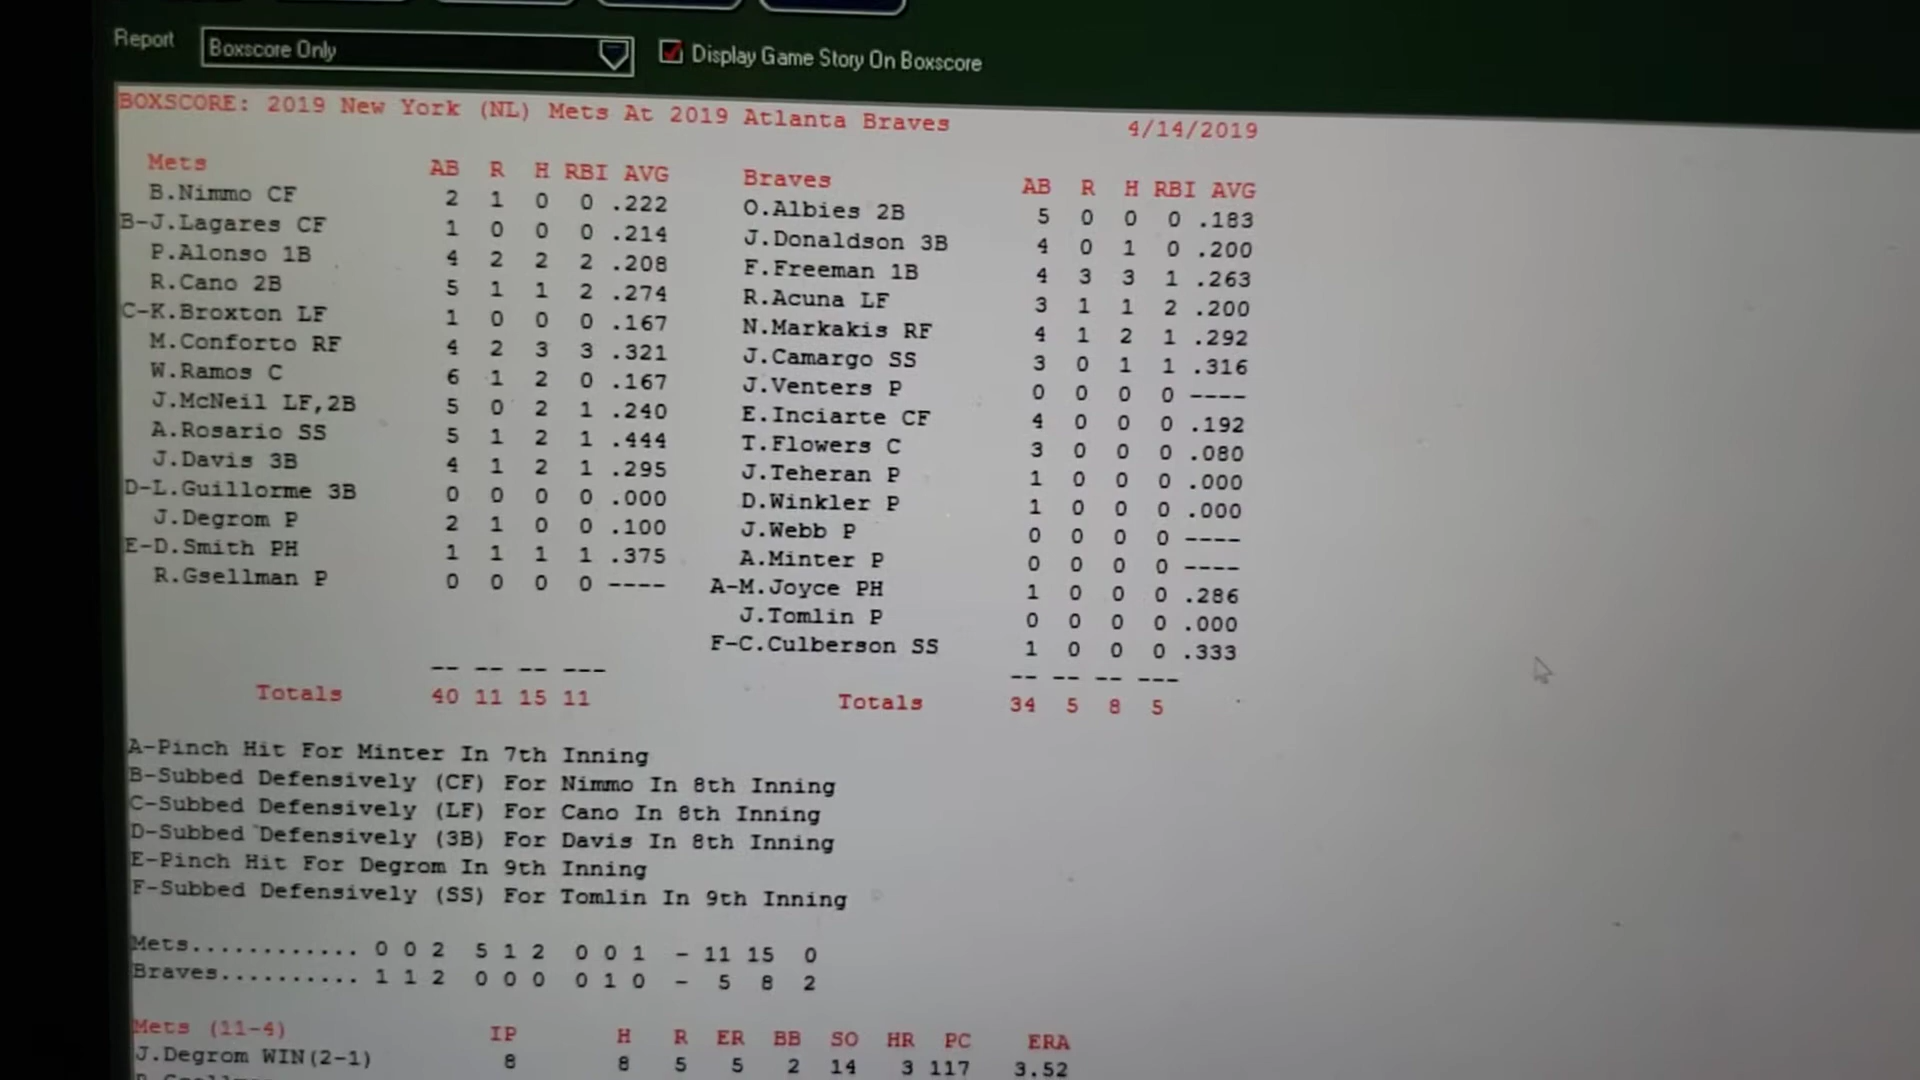 Report Boxscore Only Display Game Story On Boxscore
BOXSCORE: 2019 New York (NL) Mets At 2019 Atlanta Braves 4/14/2019
Mets AB R H RBI AVG Braves AB R H RBI AVG
B.Nimmo CF 2 1 0 0 .222 O.Albies 2B 5 0 0 0 .183
B-J.Lagares CF 1 0 0 0 .214 J.Donaldson 3B 4 0 1 0 .200
P.Alonso 1B 4 2 2 2 .208 F.Freeman 1B 4 3 3 1 .263
R.Cano 2B 5 1 1 2 .274 R.Acuna LF 3 1 1 2 .200
C-K.Broxton LF 1 0 0 0 .167 N.Markakis RF 4 1 2 1 .292
M.Conforto RF 4 2 3 3 .321 J.Camargo SS 3 0 1 1 .316
W.Ramos C 6 1 2 0 .167 J.Venters P 0 0 0 0 ----
J.McNeil LF,2B 5 0 2 1 .240 E.Inciarte CF 4 0 0 0 .192
A.Rosario SS 5 1 2 1 .444 T.Flowers C 3 0 0 0 .080
J.Davis 3B 4 1 2 1 .295 J.Teheran P 1 0 0 0 .000
D-L.Guillorme 3B 0 0 0 0 .000 D.Winkler P 1 0 0 0 .000
J.Degrom P 2 1 0 0 .100 J.Webb P 0 0 0 0 ----
E-D.Smith PH 1 1 1 1 .375 A.Minter P 0 0 0 0 ----
R.Gsellman P 0 0 0 0 ---- A-M.Joyce PH 1 0 0 0 .286
J.Tomlin P 0 0 0 0 .000
F-C.Culberson SS 1 0 0 0 .333
-- -- -- --- -- -- -- ---
Totals 40 11 15 11 Totals 34 5 8 5
A-Pinch Hit For Minter In 7th Inning
B-Subbed Defensively (CF) For Nimmo In 8th Inning
C-Subbed Defensively (LF) For Cano In 8th Inning
D-Subbed Defensively (3B) For Davis In 8th Inning
E-Pinch Hit For Degrom In 9th Inning
F-Subbed Defensively (SS) For Tomlin In 9th Inning
Mets............ 0 0 2 5 1 2 0 0 1 - 11 15 0
Braves.......... 1 1 2 0 0 0 0 1 0 - 5 8 2
Mets (11-4) IP H R ER BB SO HR PC ERA
J.Degrom WIN(2-1) 8 8 5 5 2 14 3 117 3.52